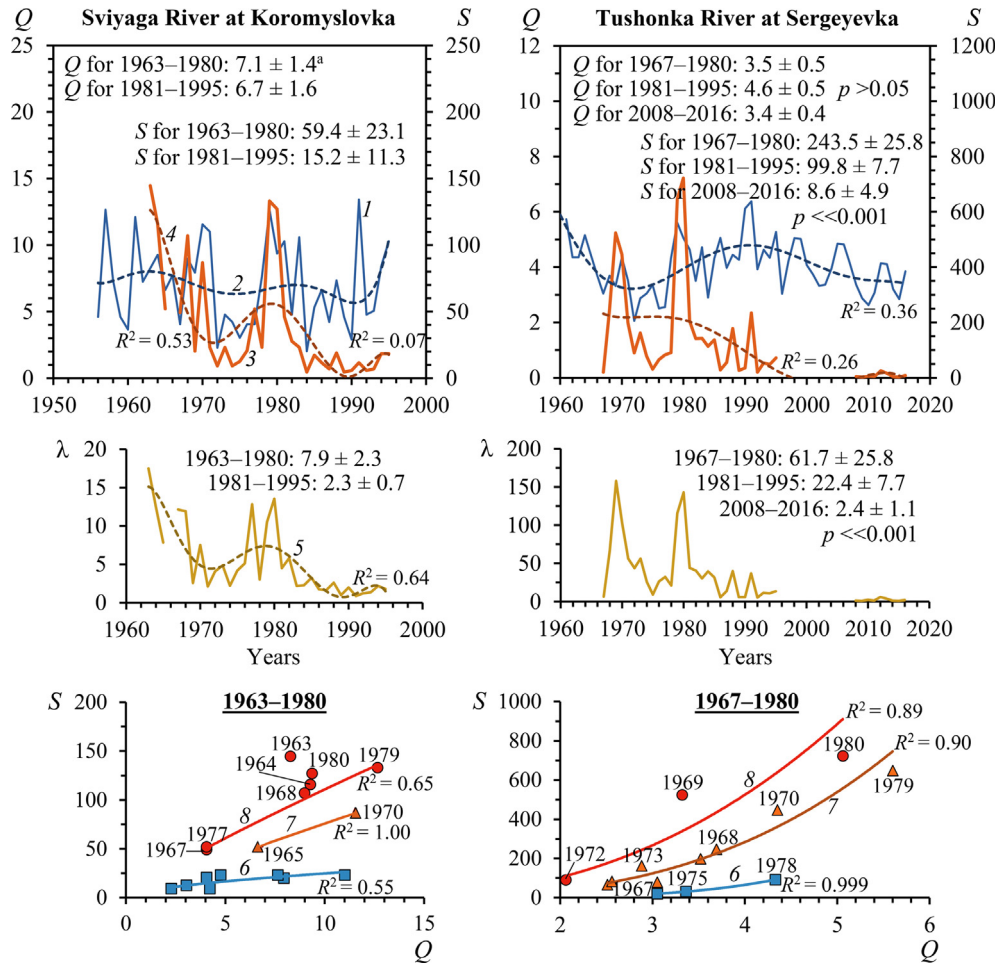 Sviyaga River at Koromyslovka
Q
S
25
20
15
10
5
0
250
200
150
100
50
0
Q for 1963–1980: 7.1 ± 1.4ᵃ
Q for 1981–1995: 6.7 ± 1.6
S for 1963–1980: 59.4 ± 23.1
S for 1981–1995: 15.2 ± 11.3
1
4
2
R² = 0.53
3
R² = 0.07
1950 1960 1970 1980 1990 2000
Tushonka River at Sergeyevka
Q
S
12
10
8
6
4
2
0
1200
1000
800
600
400
200
0
Q for 1967–1980: 3.5 ± 0.5
Q for 1981–1995: 4.6 ± 0.5 p >0.05
Q for 2008–2016: 3.4 ± 0.4
S for 1967–1980: 243.5 ± 25.8
S for 1981–1995: 99.8 ± 7.7
S for 2008–2016: 8.6 ± 4.9
p <<0.001
R² = 0.36
R² = 0.26
1960 1970 1980 1990 2000 2010 2020
λ
20
15
10
5
0
1963–1980: 7.9 ± 2.3
1981–1995: 2.3 ± 0.7
5
R² = 0.64
1960 1970 1980 1990 2000
Years
λ
200
150
100
50
0
1967–1980: 61.7 ± 25.8
1981–1995: 22.4 ± 7.7
2008–2016: 2.4 ± 1.1
p <<0.001
1960 1970 1980 1990 2000 2010 2020
Years
S
1963–1980
200
150
100
50
0
1963
1964
1980
1979
1968
R² = 0.65
8
1970
1977
7
R² = 1.00
1967
1965
6
R² = 0.55
0 5 10 15
Q
S
1967–1980
1000
800
600
400
200
0
R² = 0.89
1980
R² = 0.90
1969
8
1979
1970
7
1968
1972
1973
1978
1967
1975
6
R² = 0.999
2 3 4 5 6
Q